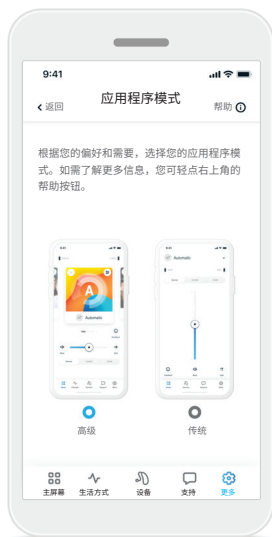 9:41
返回 应用程序模式 帮助
根据您的偏好和需要，选择您的应用程序模
式。如需了解更多信息，您可轻点右上角的
帮助按钮。
A
Automatic
Automatic
高级 传统
主屏幕 生活方式 设备 支持 更多